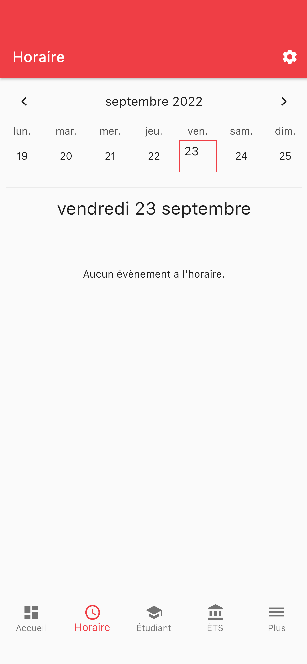 Horaire
septembre 2022
lun. mar. mer. jeu. ven. sam. dim.
19 20 21 22 23 24 25
vendredi 23 septembre
Aucun évènement à l'horaire.
Accueil Horaire Étudiant ÉTS Plus